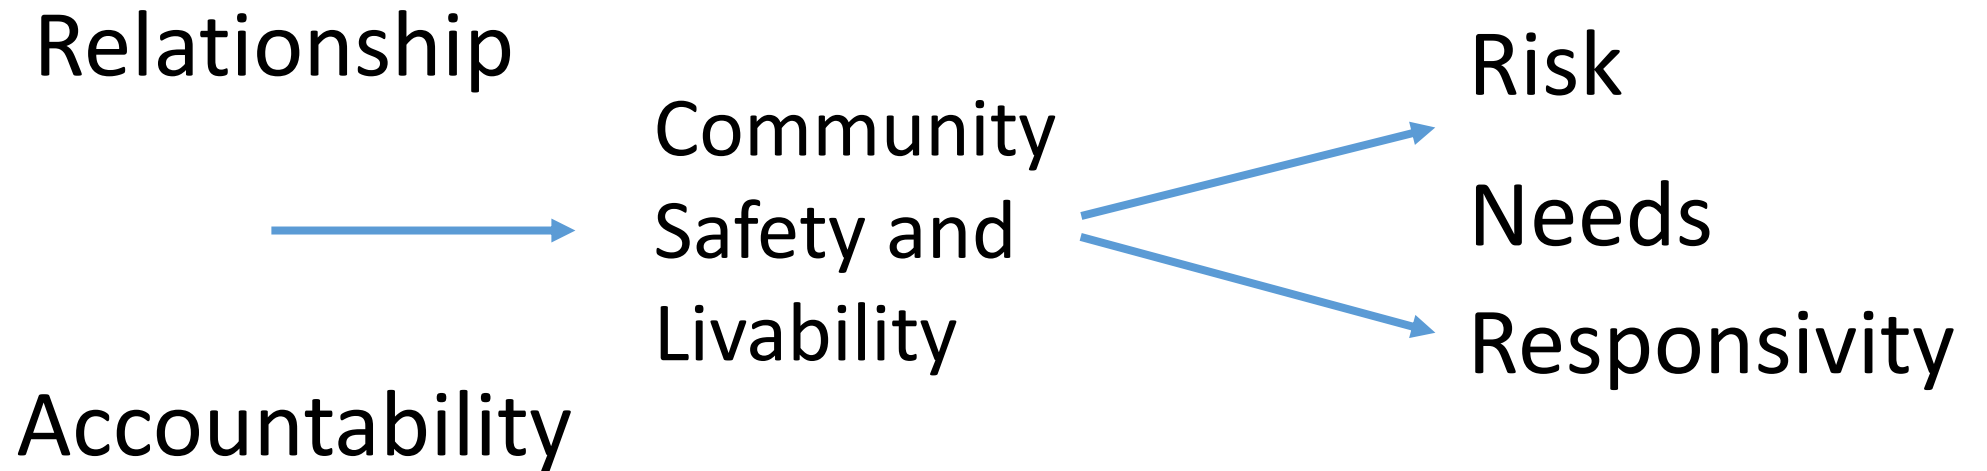 Relationship
Accountability
Community
Safety and
Livability
Risk
Needs
Responsivity